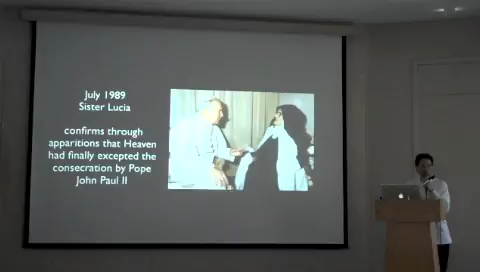 July 1989
Sister Lucia
confirms through
apparitions that Heaven
had finally excepted the
consecration by Pope
John Paul II